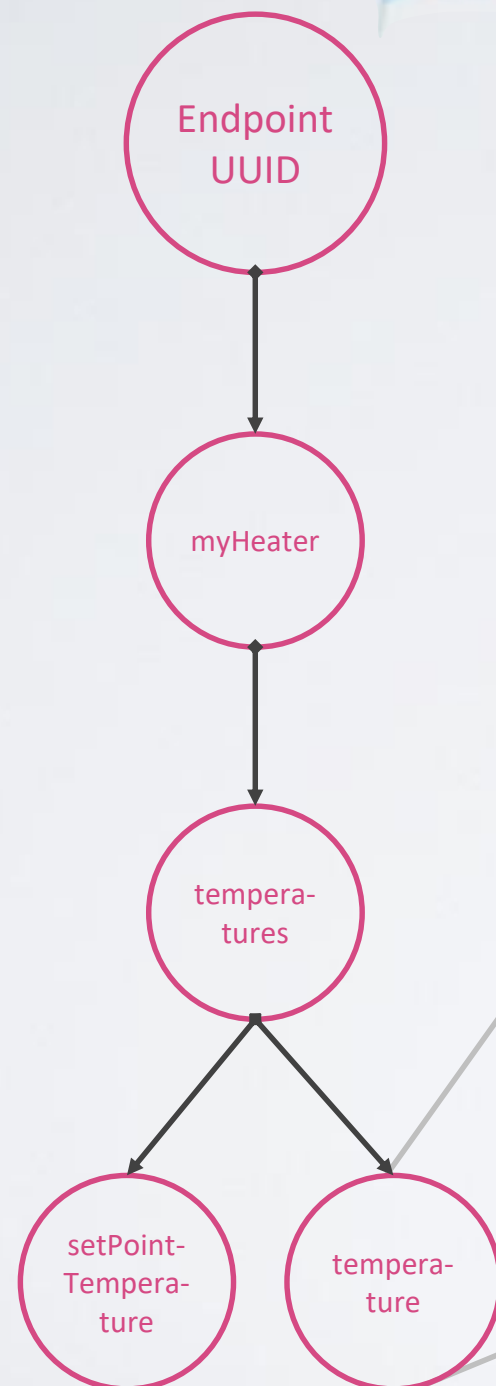 Endpoint
UUID
myHeater
tempera-
tures
setPoint-
Tempera-
ture
tempera-
ture